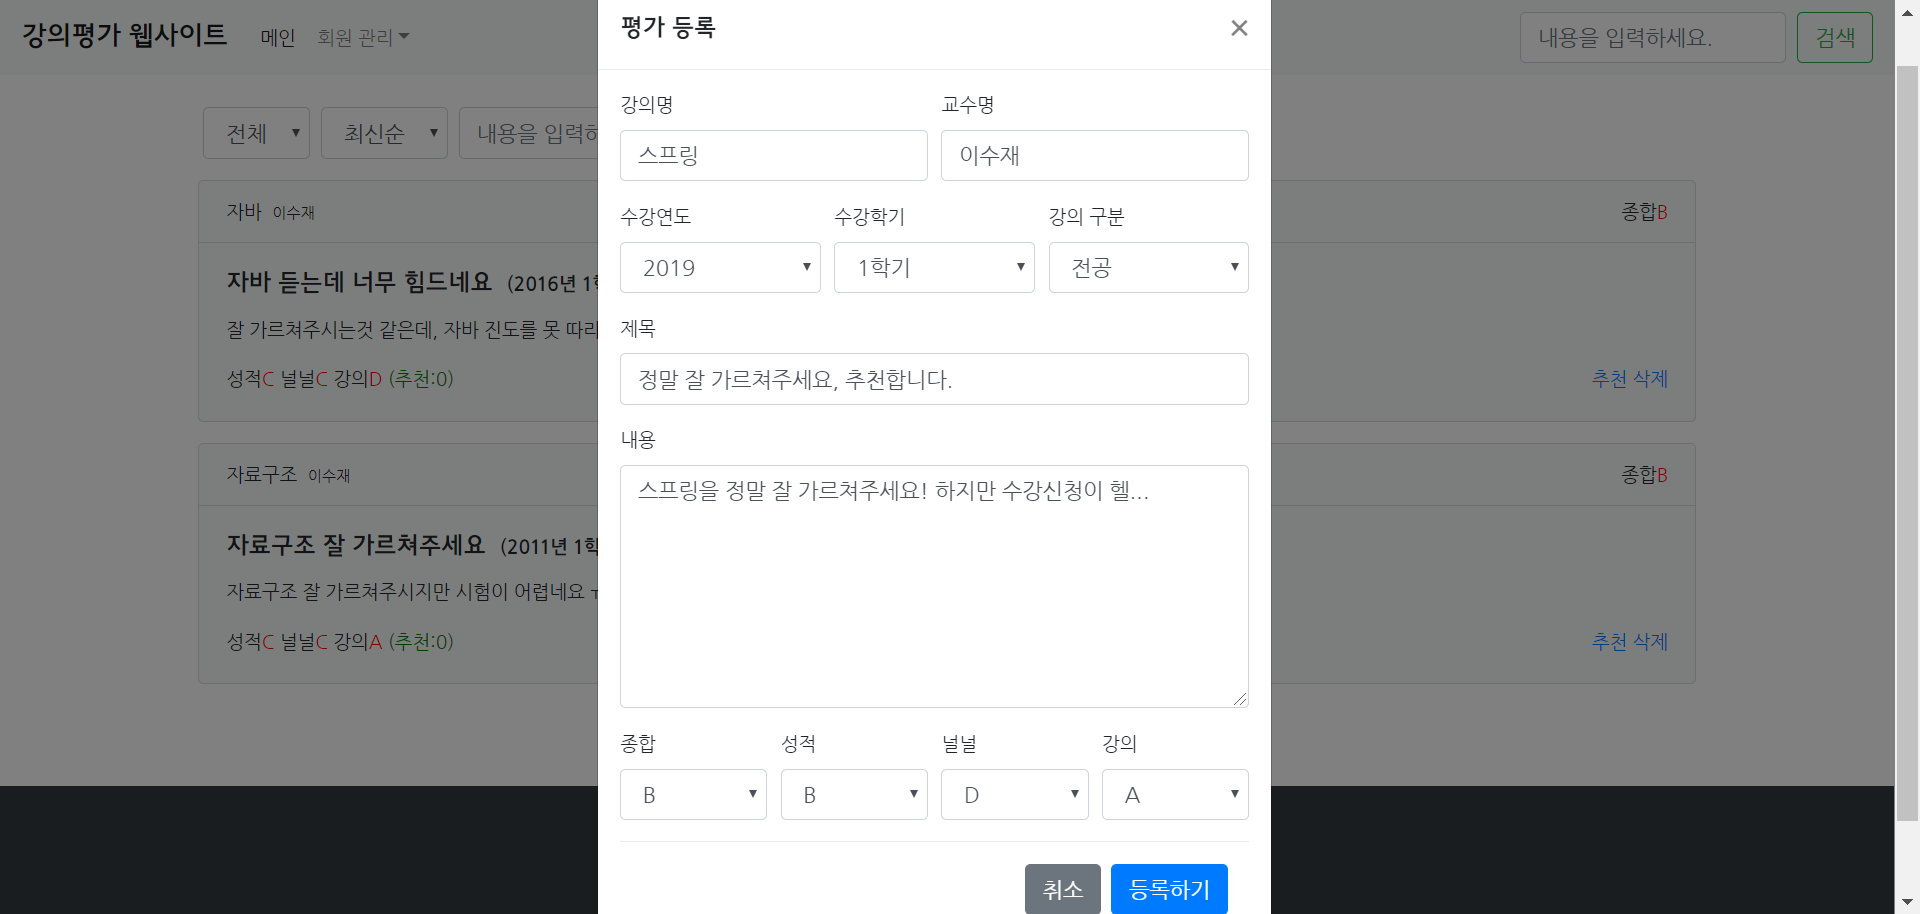 강의평가 웹사이트 메인 회원 관리 내용을 입력하세요. 검색
전체 최신순 내용을 입력하
자바 이수재 종합B
자바 듣는데 너무 힘드네요 (2016년 1
잘 가르쳐주시는것 같은데, 자바 진도를 못 따라
성적C 널널C 강의D (추천:0) 추천 삭제
자료구조 이수재 종합B
자료구조 잘 가르쳐주세요 (2011년 1학
자료구조 잘 가르쳐주시지만 시험이 어렵네요
성적C 널널C 강의A (추천:0) 추천 삭제
평가 등록 ×
강의명 교수명
스프링 이수재
수강연도 수강학기 강의 구분
2019 1학기 전공
제목
정말 잘 가르쳐주세요, 추천합니다.
내용
스프링을 정말 잘 가르쳐주세요! 하지만 수강신청이 헬...
종합 성적 널널 강의
B B D A
취소 등록하기